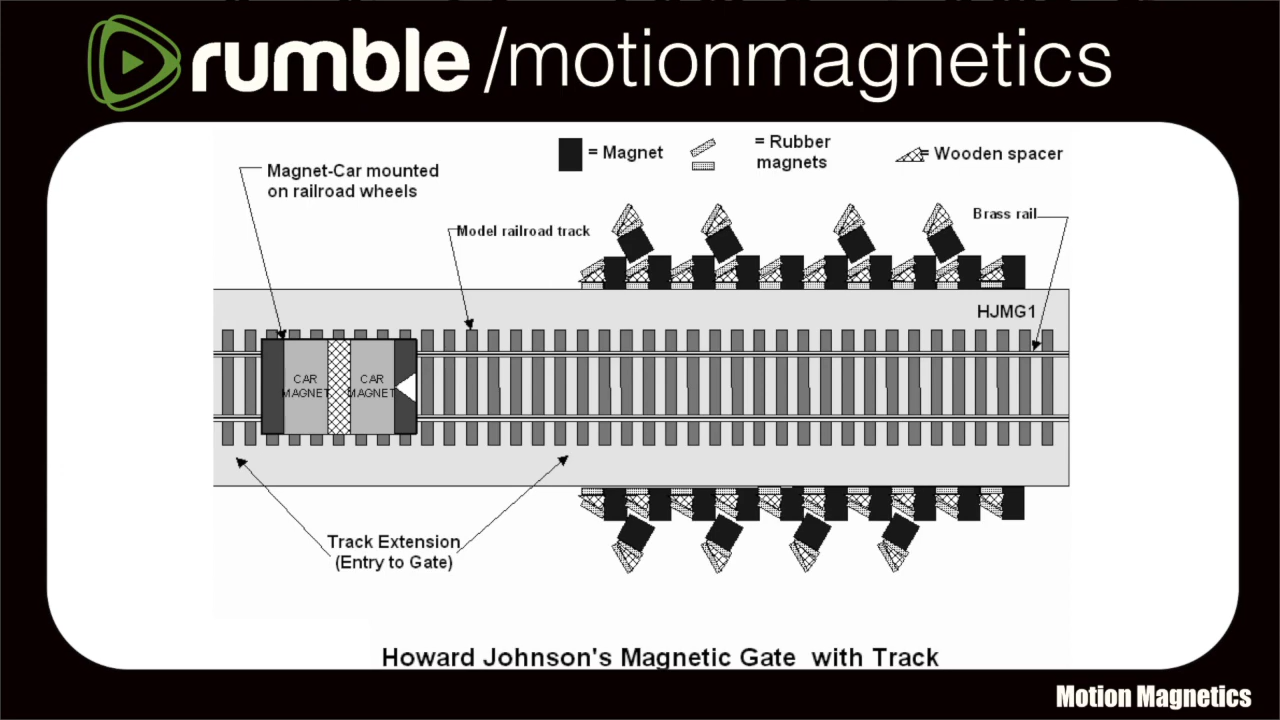 rumble /motionmagnetics
= Magnet
= Rubber
magnets
= Wooden spacer
Magnet-Car mounted
on railroad wheels
Model railroad track
Brass rail
HJMG1
CAR
MAGNET
CAR
MAGNET
Track Extension
(Entry to Gate)
Howard Johnson's Magnetic Gate with Track
Motion Magnetics